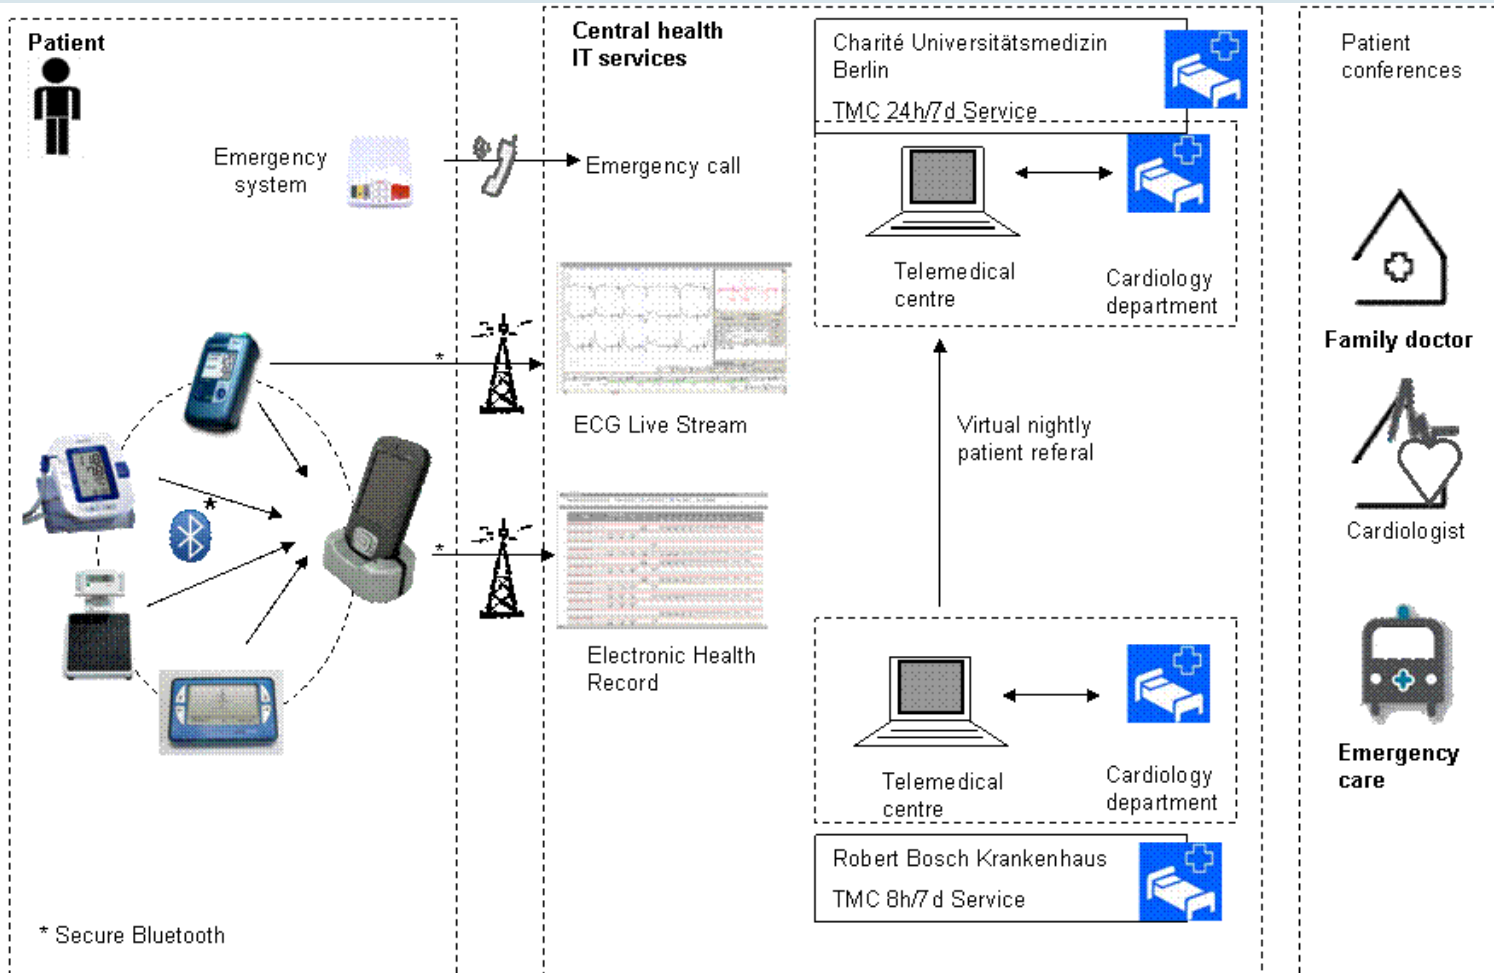 Patient
Emergency
system
* Secure Bluetooth
Central health
IT services
Emergency call
ECG Live Stream
Electronic Health
Record
Charité Universitätsmedizin
Berlin
TMC 24h/7d Service
Telemedical
centre
Cardiology
department
Virtual nightly
patient referal
Telemedical
centre
Cardiology
department
Robert Bosch Krankenhaus
TMC 8h/7d Service
Patient
conferences
Family doctor
Cardiologist
Emergency
care
*
*
*